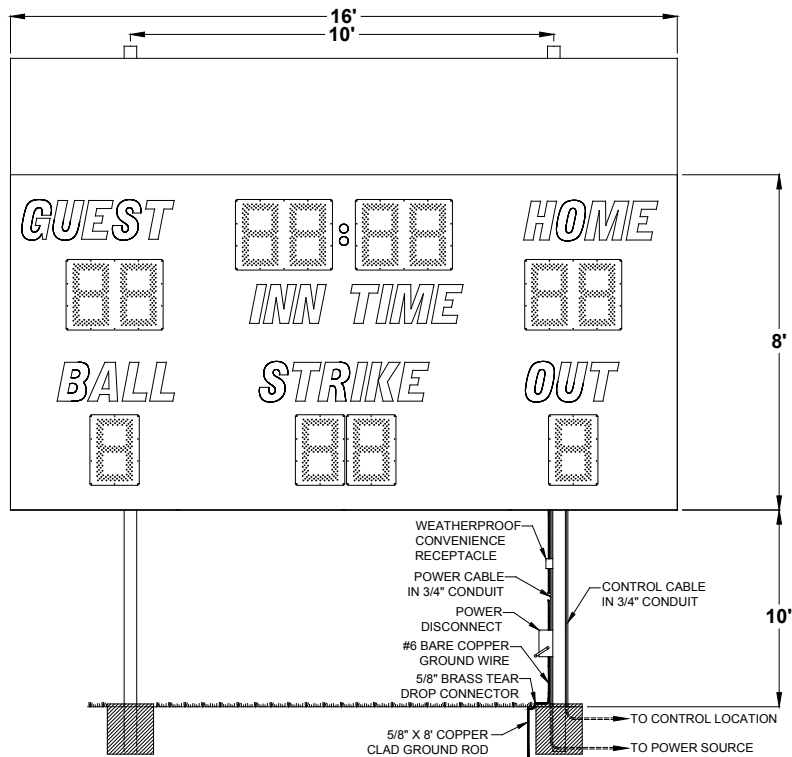 16'
10'
GUEST
HOME
INN TIME
8'
BALL
STRIKE
OUT
WEATHERPROOF
CONVENIENCE
RECEPTACLE
POWER CABLE
IN 3/4" CONDUIT
CONTROL CABLE
IN 3/4" CONDUIT
10'
POWER
DISCONNECT
#6 BARE COPPER
GROUND WIRE
5/8" BRASS TEAR
DROP CONNECTOR
TO CONTROL LOCATION
5/8" X 8' COPPER
CLAD GROUND ROD
TO POWER SOURCE